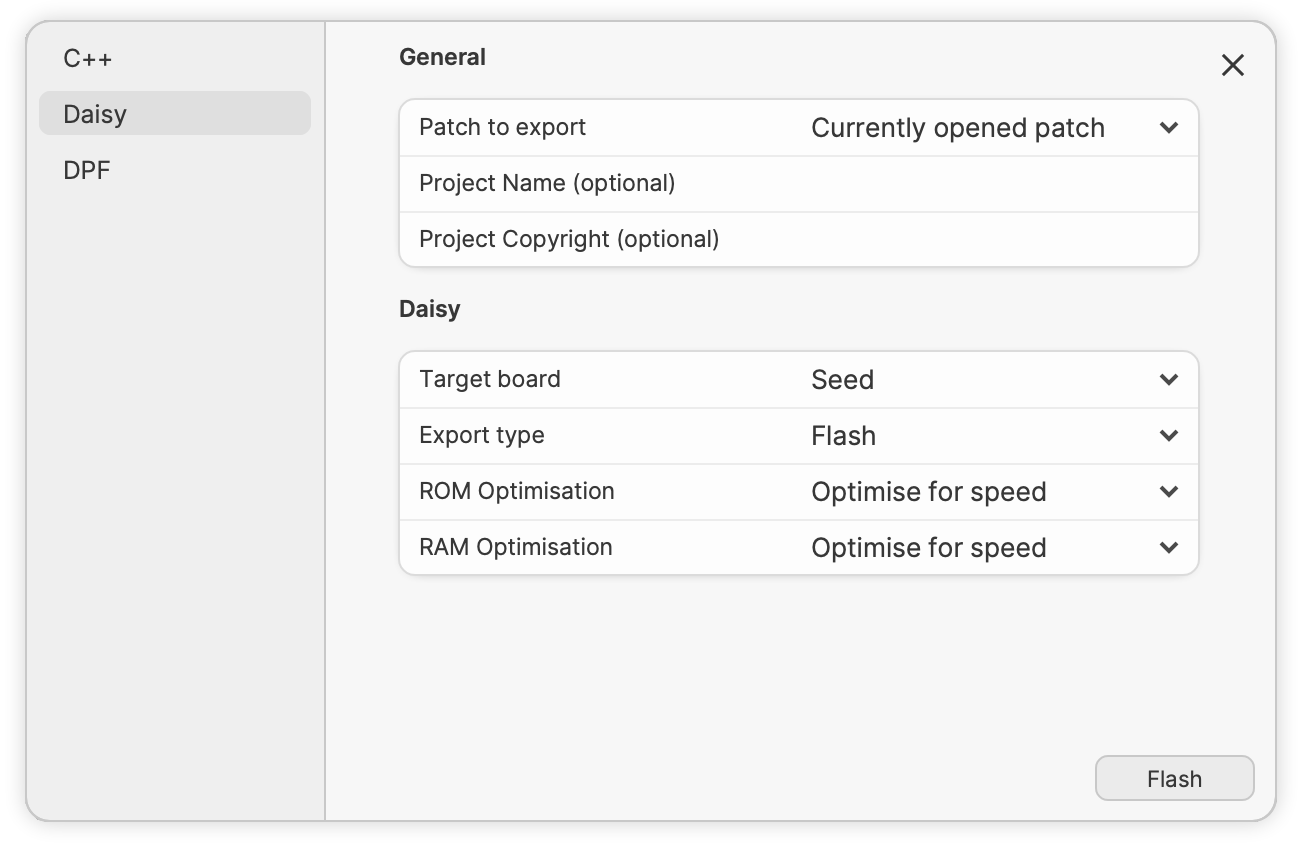 C++
Daisy
DPF
General
Patch to export Currently opened patch
Project Name (optional)
Project Copyright (optional)
Daisy
Target board Seed
Export type Flash
ROM Optimisation Optimise for speed
RAM Optimisation Optimise for speed
Flash